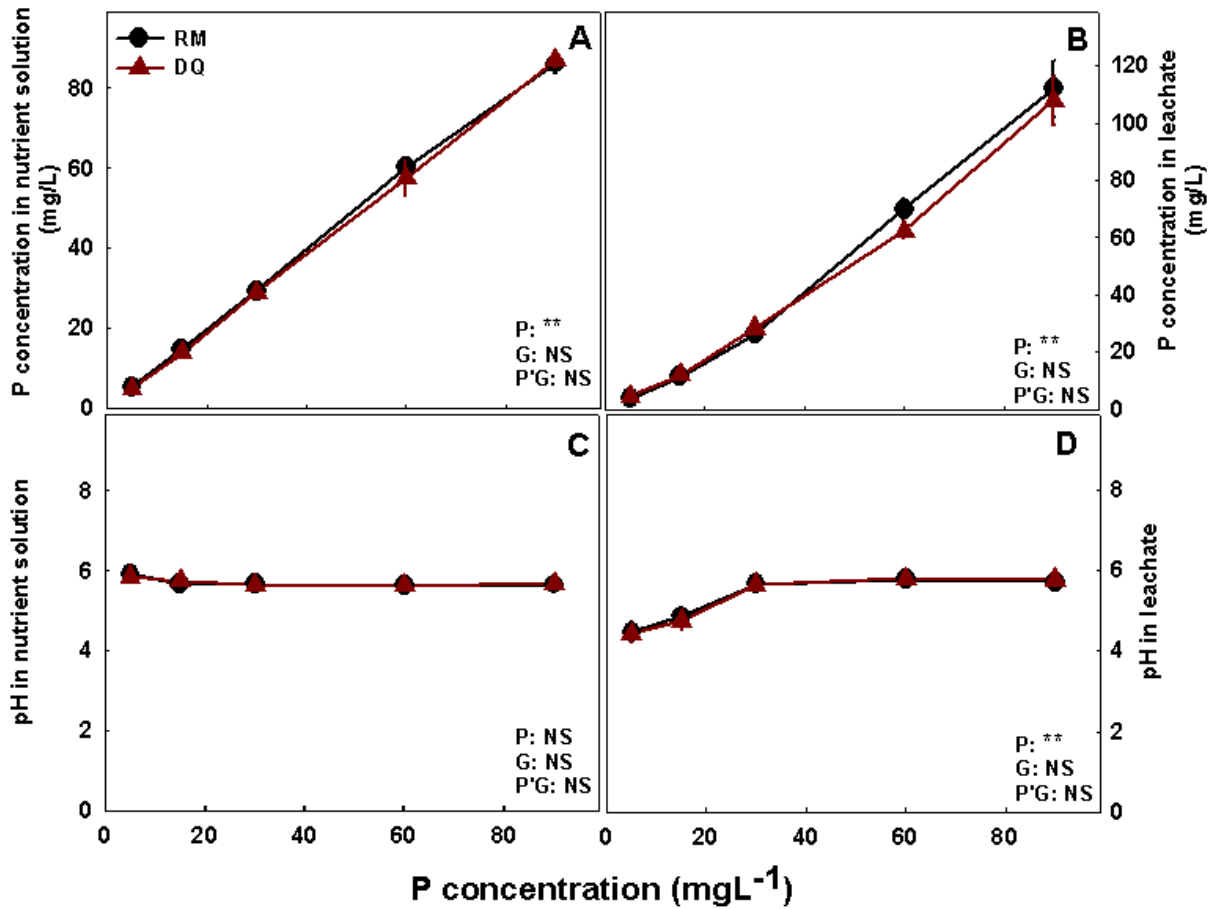 RM
DQ
A
P concentration in nutrient solution
(mg/L)
80
60
40
20
0
P: **
G: NS
P'G: NS
B
P concentration in leachate
(mg/L)
120
100
80
60
40
20
0
P: **
G: NS
P'G: NS
C
pH in nutrient solution
8
6
4
2
0
P: NS
G: NS
P'G: NS
0 20 40 60 80
D
pH in leachate
8
6
4
2
0
P: **
G: NS
P'G: NS
20 40 60 80
P concentration (mgL⁻¹)